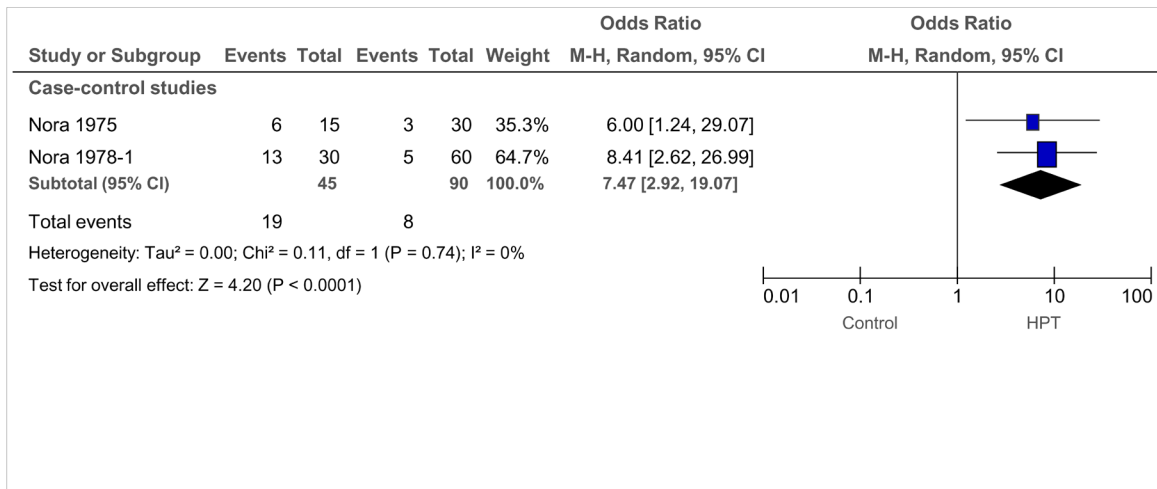 Odds Ratio Odds Ratio
Study or Subgroup Events Total Events Total Weight M-H, Random, 95% CI M-H, Random, 95% CI
Case-control studies
Nora 1975 6 15 3 30 35.3% 6.00 [1.24, 29.07]
Nora 1978-1 13 30 5 60 64.7% 8.41 [2.62, 26.99]
Subtotal (95% CI) 45 90 100.0% 7.47 [2.92, 19.07]
Total events 19 8
Heterogeneity: Tau² = 0.00; Chi² = 0.11, df = 1 (P = 0.74); I² = 0%
Test for overall effect: Z = 4.20 (P < 0.0001)
0.01 0.1 1 10 100
Control HPT